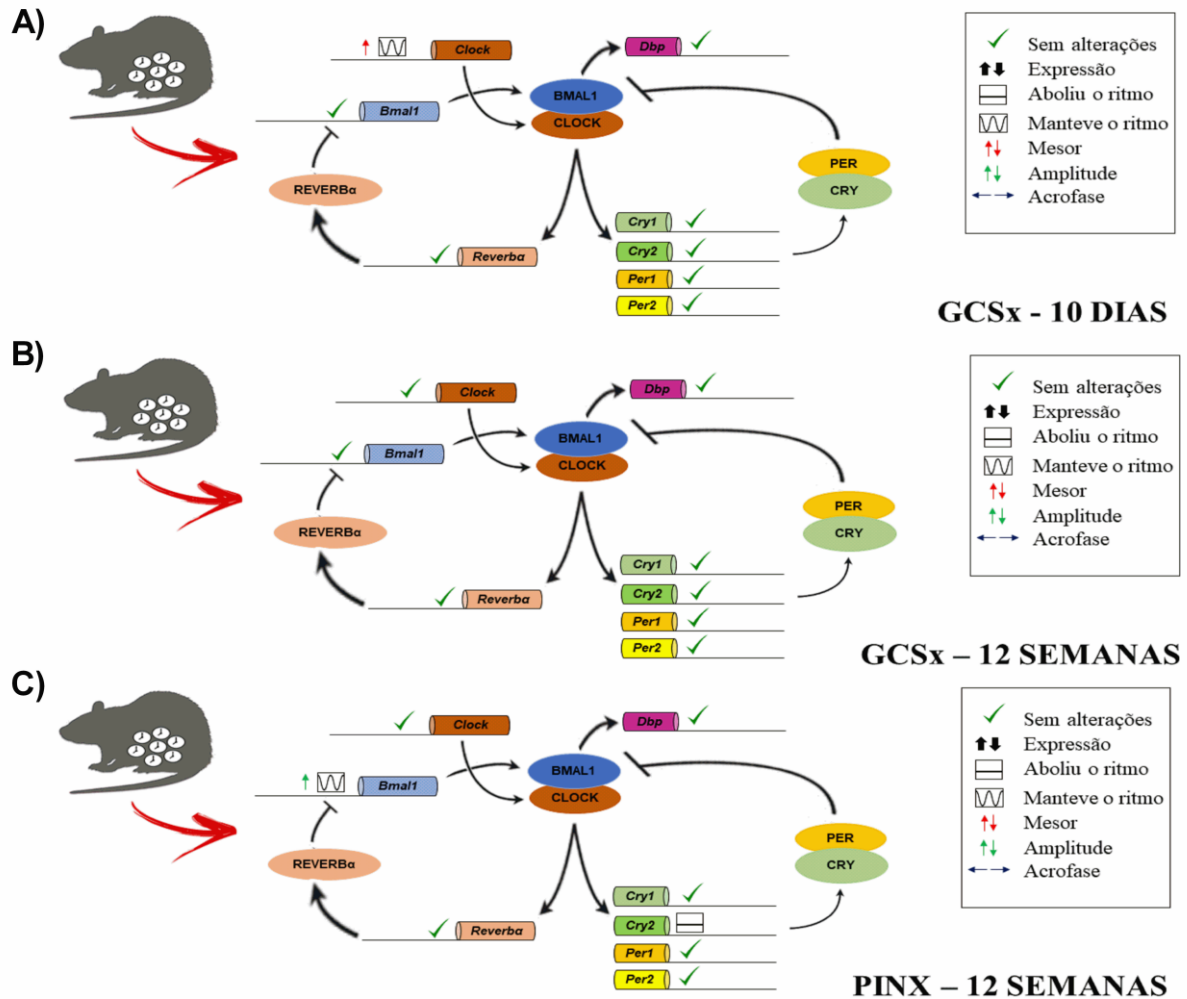 A)
Clock
Dbp
Bmal1
BMAL1
CLOCK
REVERBα
PER
CRY
Reverbα
Cry1
Cry2
Per1
Per2
Sem alterações
Expressão
Aboliu o ritmo
Manteve o ritmo
Mesor
Amplitude
Acrofase
GCSx - 10 DIAS
B)
Clock
Dbp
Bmal1
BMAL1
CLOCK
REVERBα
PER
CRY
Reverbα
Cry1
Cry2
Per1
Per2
Sem alterações
Expressão
Aboliu o ritmo
Manteve o ritmo
Mesor
Amplitude
Acrofase
GCSx – 12 SEMANAS
C)
Clock
Dbp
Bmal1
BMAL1
CLOCK
REVERBα
PER
CRY
Reverbα
Cry1
Cry2
Per1
Per2
Sem alterações
Expressão
Aboliu o ritmo
Manteve o ritmo
Mesor
Amplitude
Acrofase
PINX – 12 SEMANAS